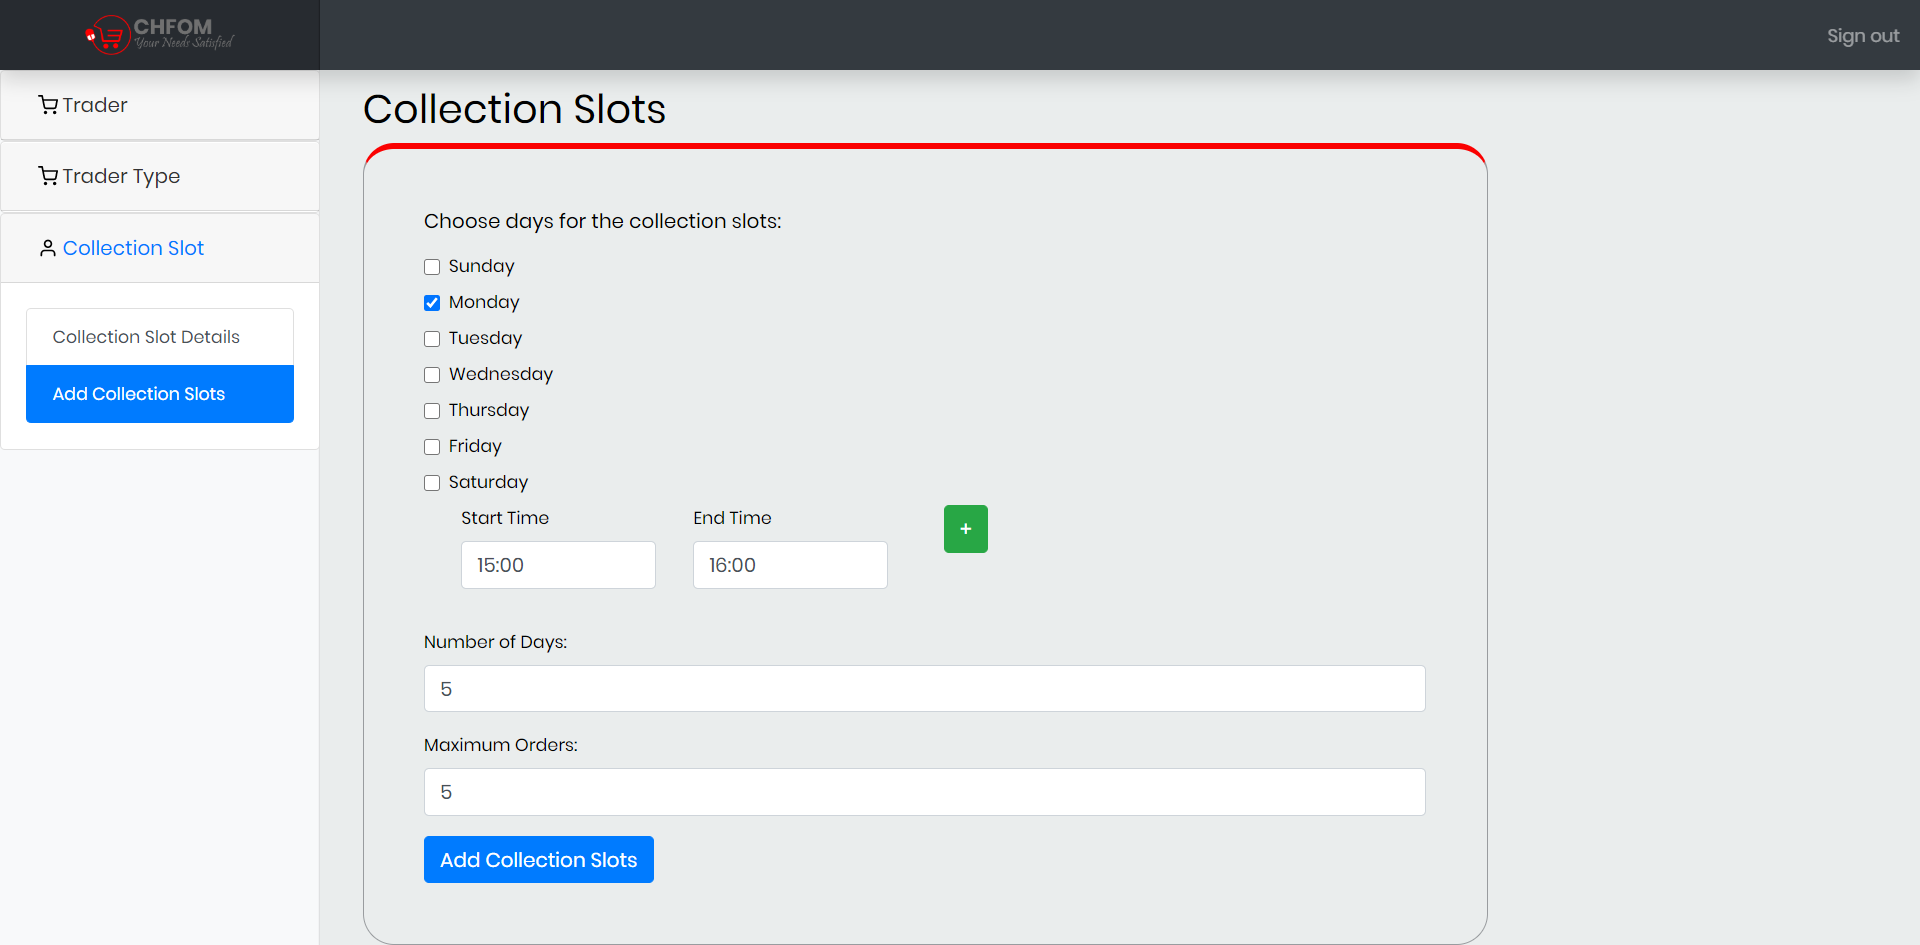 CHFOM
Your Needs Satisfied
Sign out
Trader
Trader Type
Collection Slot
Collection Slot Details
Add Collection Slots
Collection Slots
Choose days for the collection slots:
Sunday
Monday
Tuesday
Wednesday
Thursday
Friday
Saturday
Start Time End Time
+
15:00 16:00
Number of Days:
5
Maximum Orders:
5
Add Collection Slots